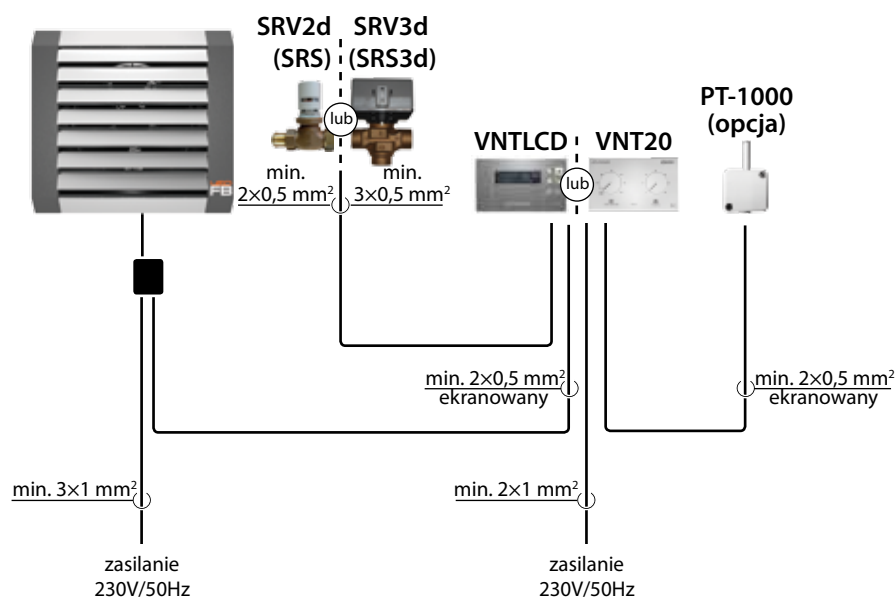 SRV2d
(SRS)
SRV3d
(SRS3d)
lub
min.
2×0,5 mm²
min.
3×0,5 mm²
FB
VNTLCD
VNT20
lub
PT-1000
(opcja)
min. 2×0,5 mm²
ekranowany
min. 2×0,5 mm²
ekranowany
min. 3×1 mm²
min. 2×1 mm²
zasilanie
230V/50Hz
zasilanie
230V/50Hz